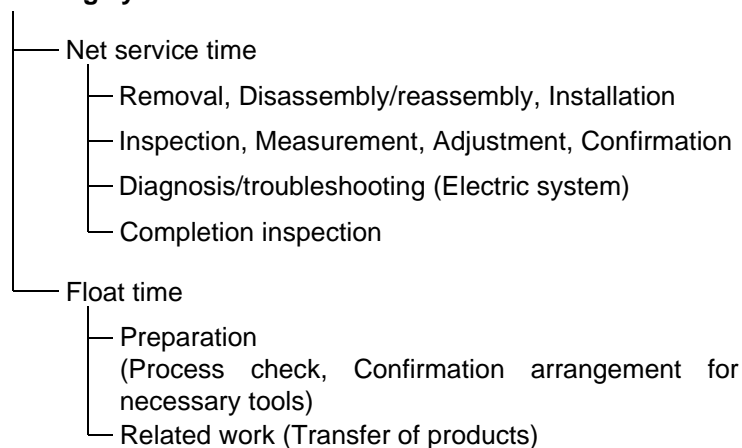 Net service time
Removal, Disassembly/reassembly, Installation
Inspection, Measurement, Adjustment, Confirmation
Diagnosis/troubleshooting (Electric system)
Completion inspection
Float time
Preparation
(Process check, Confirmation arrangement for
necessary tools)
Related work (Transfer of products)